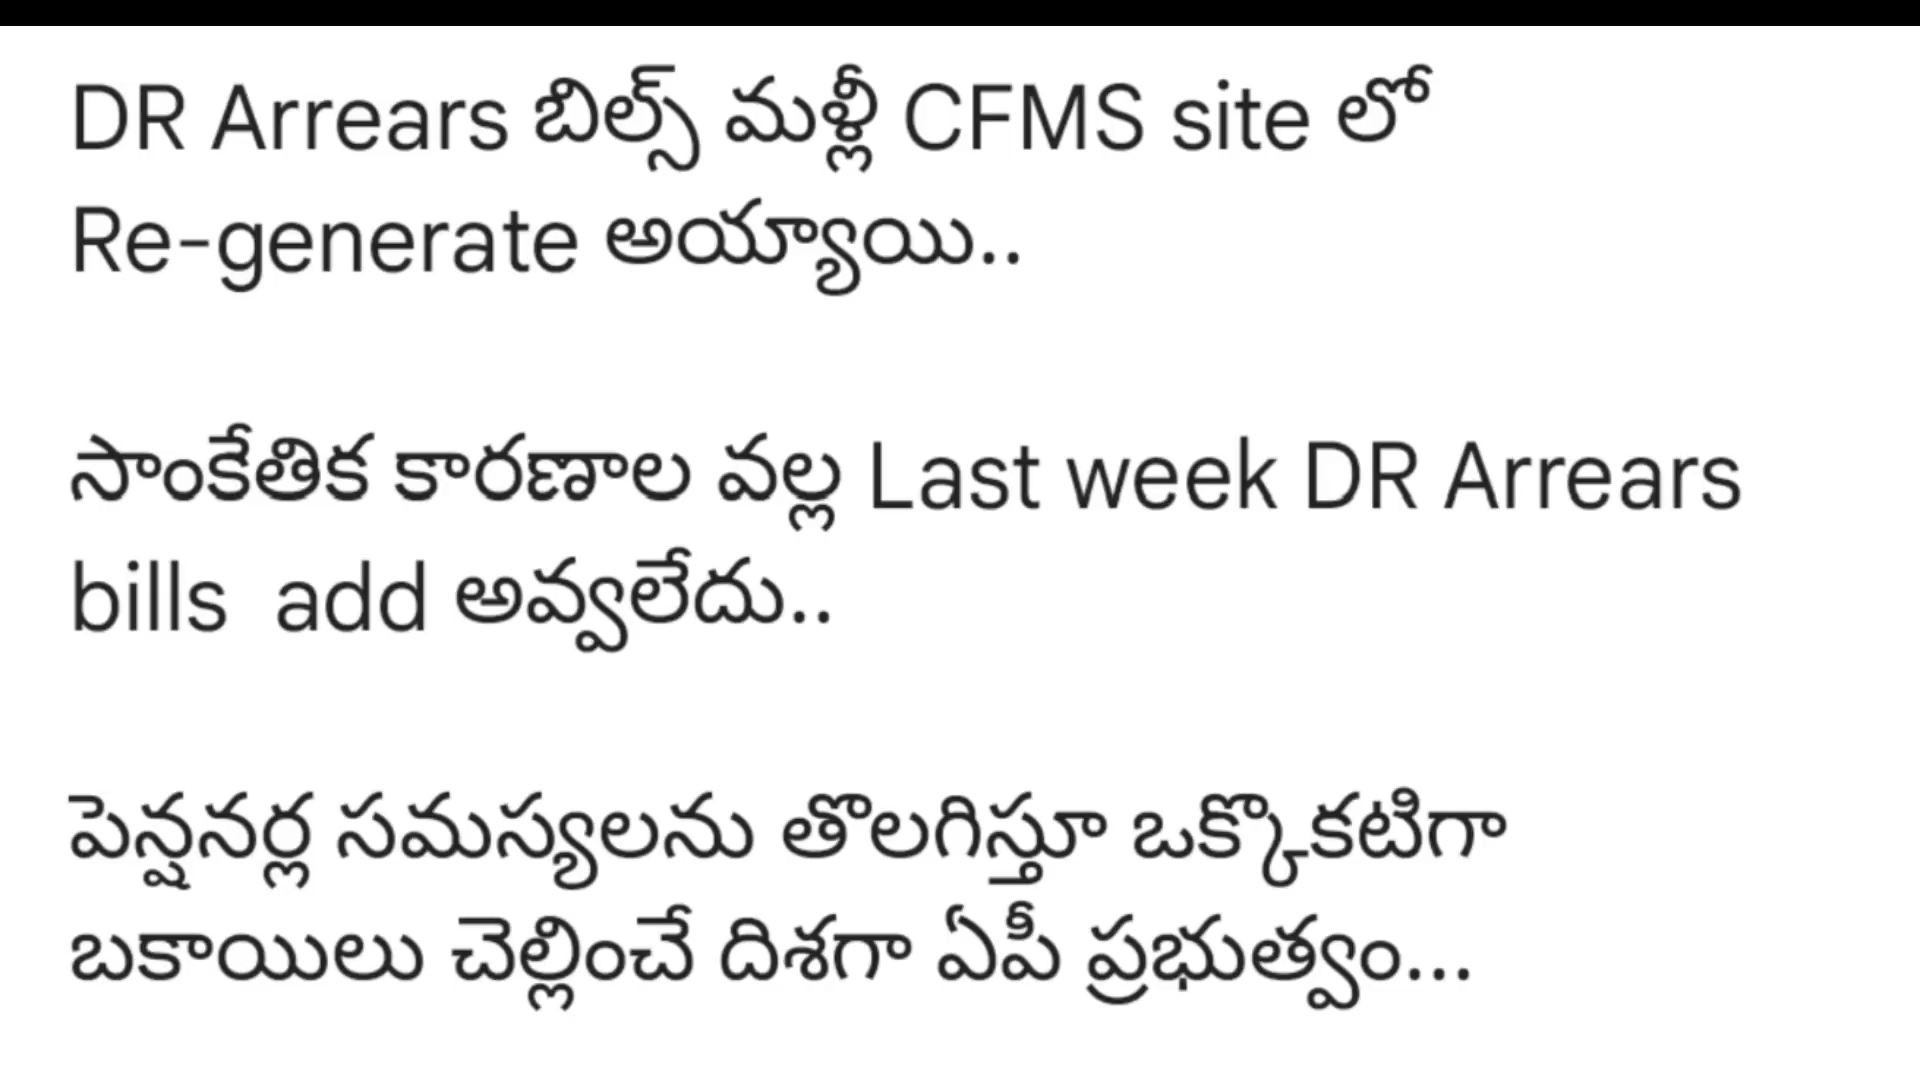 DR Arrears బిల్స్ మళ్లీ CFMS site లో
Re-generate అయ్యాయి..
సాంకేతిక కారణాల వల్ల Last week DR Arrears
bills  add అవ్వలేదు..
పెన్షనర్ల సమస్యలను తొలగిస్తూ ఒక్కొకటిగా
బకాయిలు చెల్లించే దిశగా ఏపీ ప్రభుత్వం...